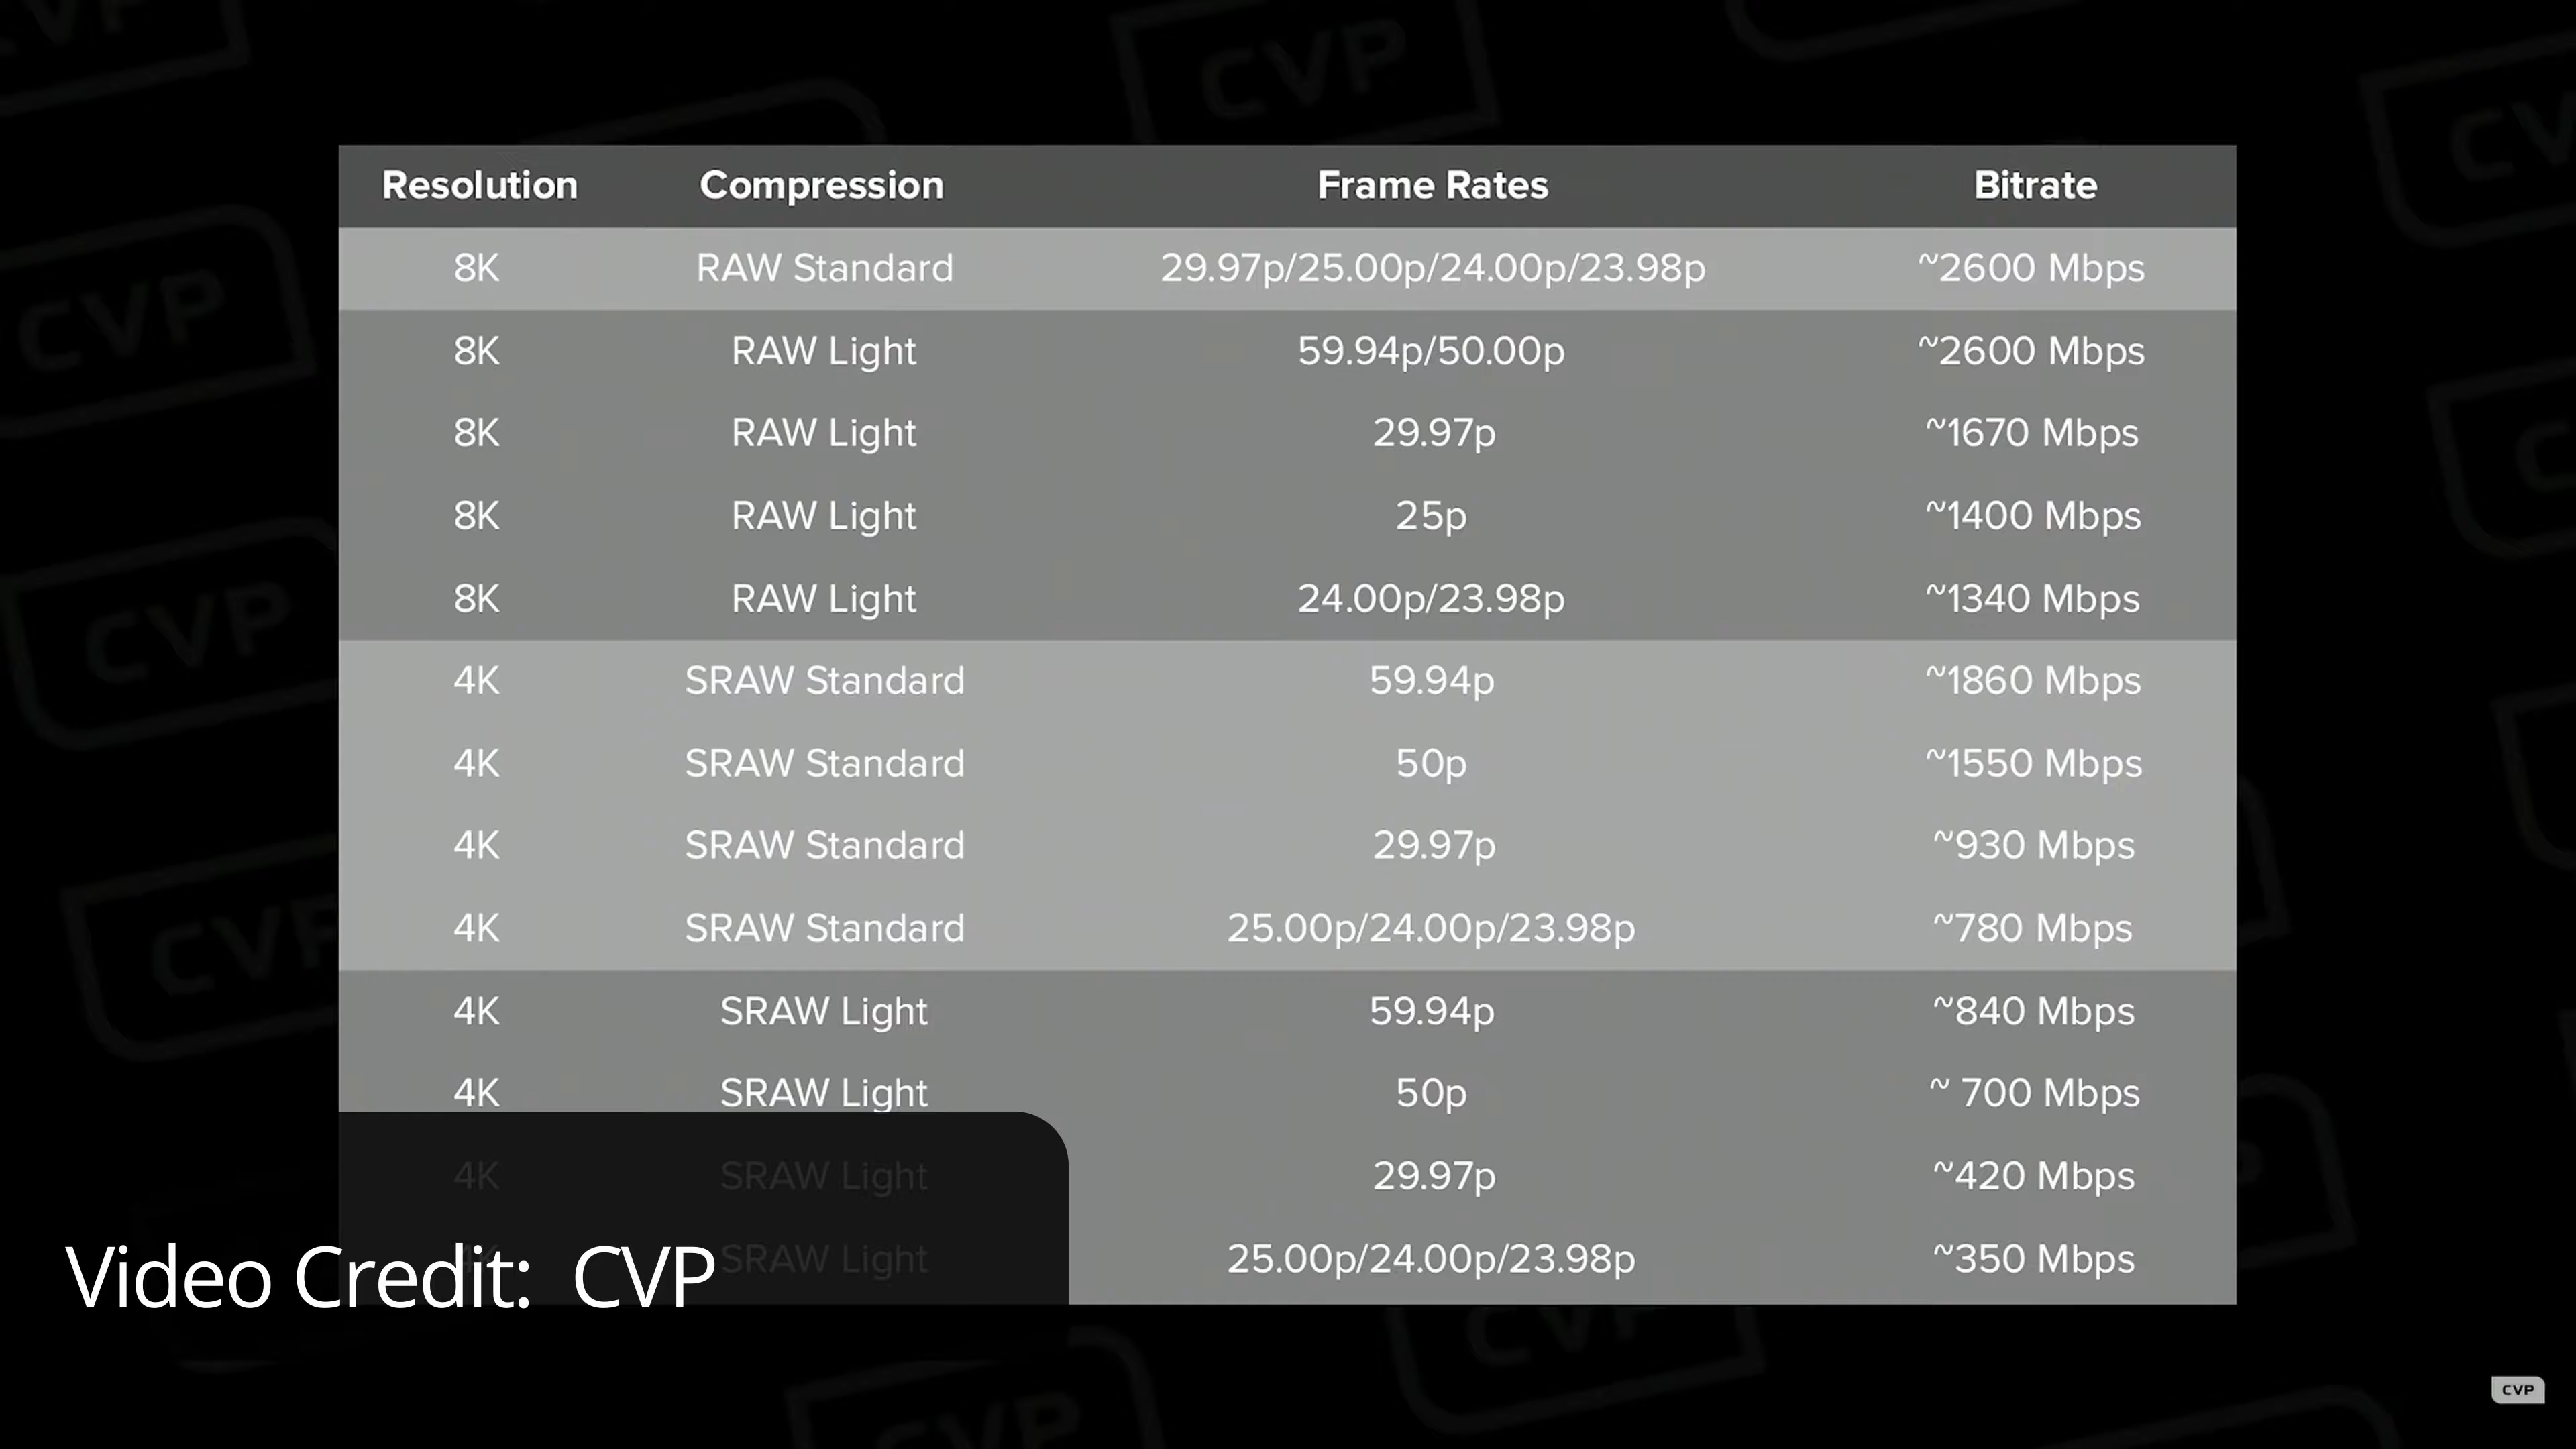 Resolution Compression Frame Rates Bitrate
8K RAW Standard 29.97p/25.00p/24.00p/23.98p ~2600 Mbps
8K RAW Light 59.94p/50.00p ~2600 Mbps
8K RAW Light 29.97p ~1670 Mbps
8K RAW Light 25p ~1400 Mbps
8K RAW Light 24.00p/23.98p ~1340 Mbps
4K SRAW Standard 59.94p ~1860 Mbps
4K SRAW Standard 50p ~1550 Mbps
4K SRAW Standard 29.97p ~930 Mbps
4K SRAW Standard 25.00p/24.00p/23.98p ~780 Mbps
4K SRAW Light 59.94p ~840 Mbps
4K SRAW Light 50p ~ 700 Mbps
4K SRAW Light 29.97p ~420 Mbps
4K SRAW Light 25.00p/24.00p/23.98p ~350 Mbps
Video Credit: CVP
CVP
CVP
CVP
CVP
CVP
CVP